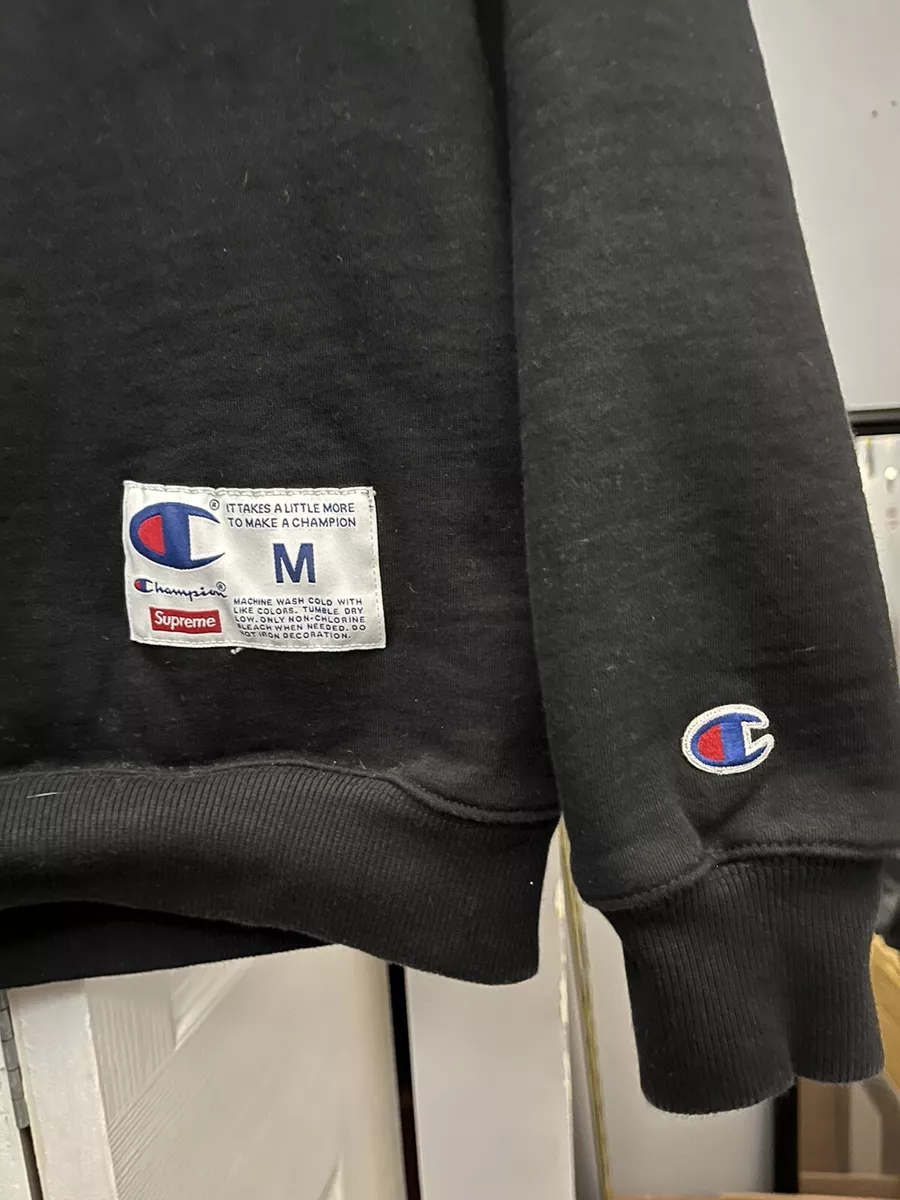 IT TAKES A LITTLE MORE
TO MAKE A CHAMPION
M
Champion®
Supreme
MACHINE WASH COLD WITH
LIKE COLORS. TUMBLE DRY
LOW. ONLY NON-CHLORINE
BLEACH WHEN NEEDED. DO
NOT IRON DECORATION.